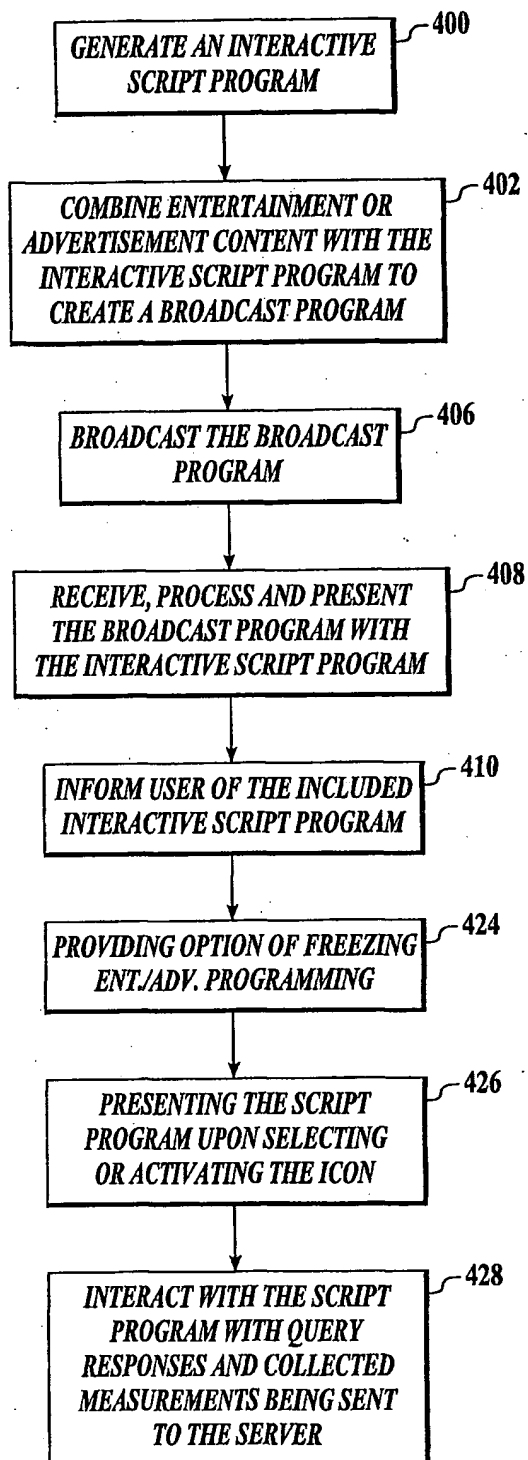 400
GENERATE AN INTERACTIVE
SCRIPT PROGRAM
402
COMBINE ENTERTAINMENT OR
ADVERTISEMENT CONTENT WITH THE
INTERACTIVE SCRIPT PROGRAM TO
CREATE A BROADCAST PROGRAM
406
BROADCAST THE BROADCAST
PROGRAM
408
RECEIVE, PROCESS AND PRESENT
THE BROADCAST PROGRAM WITH
THE INTERACTIVE SCRIPT PROGRAM
410
INFORM USER OF THE INCLUDED
INTERACTIVE SCRIPT PROGRAM
424
PROVIDING OPTION OF FREEZING
ENT./ADV. PROGRAMMING
426
PRESENTING THE SCRIPT
PROGRAM UPON SELECTING
OR ACTIVATING THE ICON
428
INTERACT WITH THE SCRIPT
PROGRAM WITH QUERY
RESPONSES AND COLLECTED
MEASUREMENTS BEING SENT
TO THE SERVER